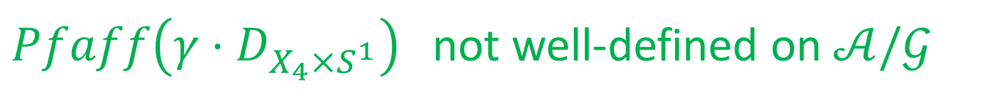 𝑃𝑓𝑎𝑓𝑓(𝛾 ⋅ 𝐷_{𝑋_4×𝑆^1}) not well-defined on 𝒜/𝒢